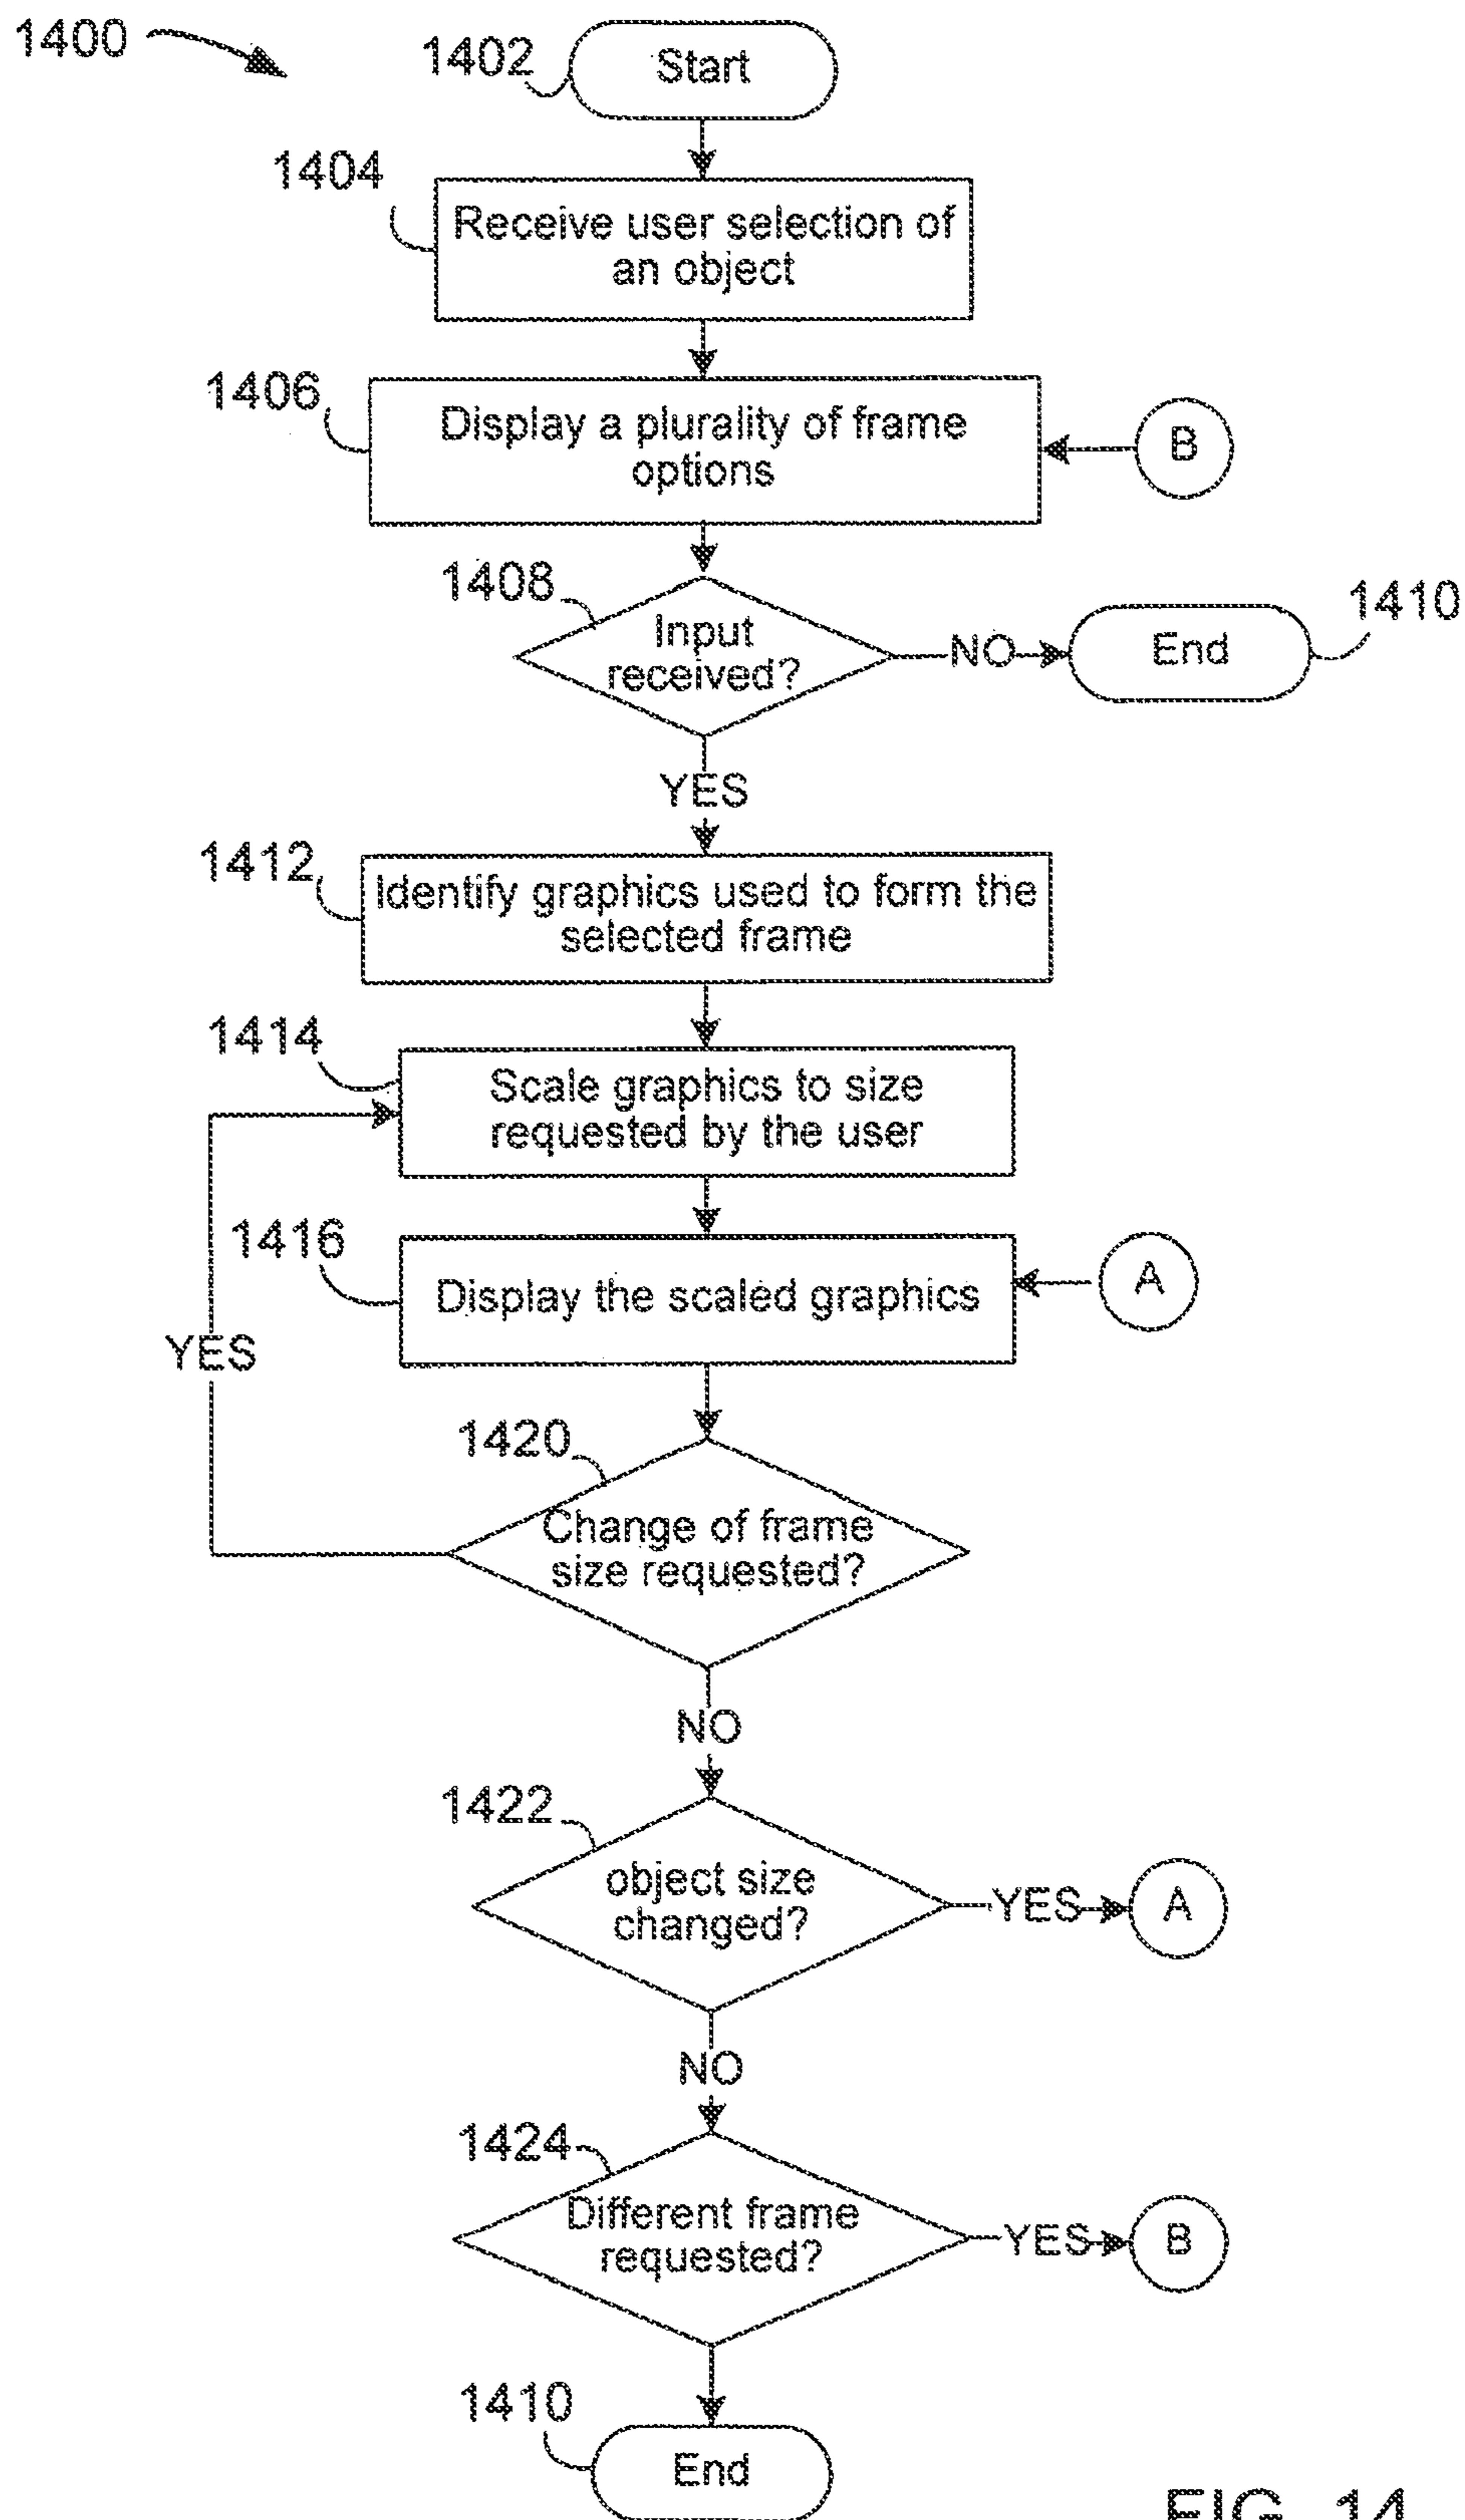 1400
1402
Start
1404
Receive user selection of
an object
1406
Display a plurality of frame
options
B
1408
Input
received?
NO
End
1410
YES
1412
Identify graphics used to form the
selected frame
1414
Scale graphics to size
requested by the user
1416
Display the scaled graphics
A
YES
1420
Change of frame
size requested?
NO
1422
object size
changed?
YES
A
NO
1424
Different frame
requested?
YES
B
1410
End
FIG. 14